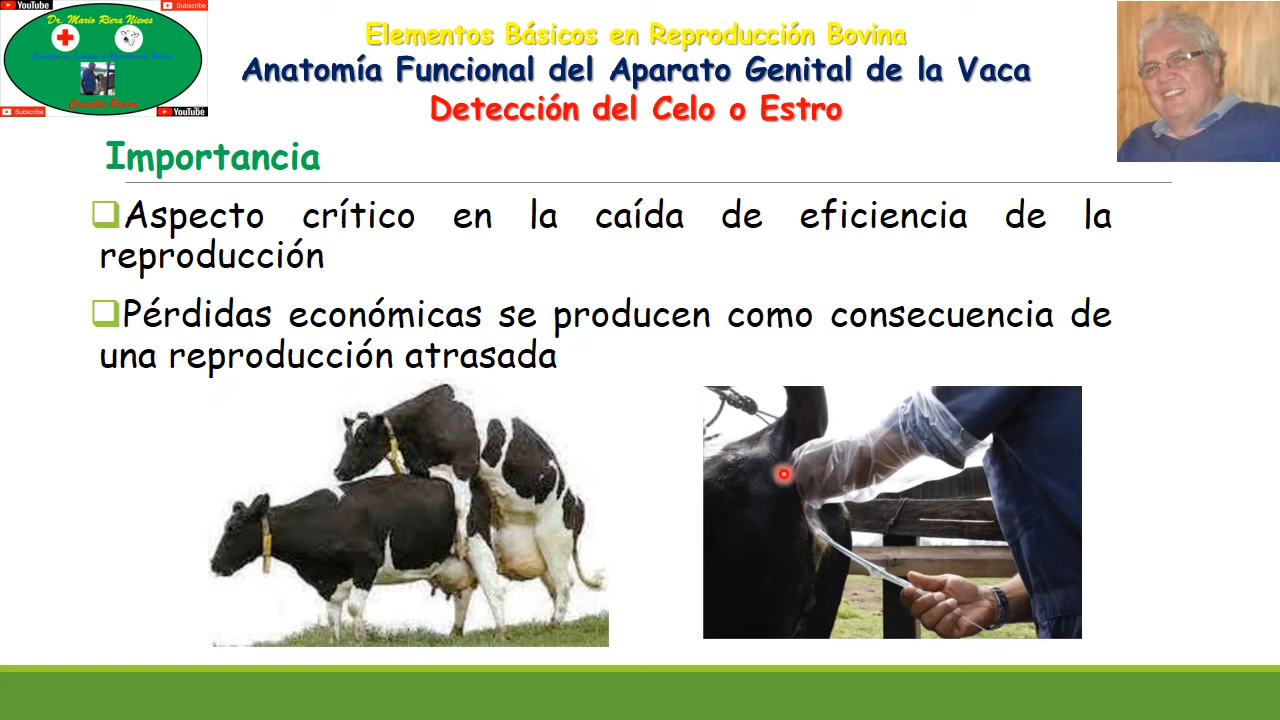 YouTube
Subscribe
Dr. Mario Riera Nieves
Consulta Bovina
Subscribe
YouTube
Elementos Básicos en Reproducción Bovina
Anatomía Funcional del Aparato Genital de la Vaca
Detección del Celo o Estro
Importancia
Aspecto crítico en la caída de eficiencia de la
reproducción
Pérdidas económicas se producen como consecuencia de
una reproducción atrasada